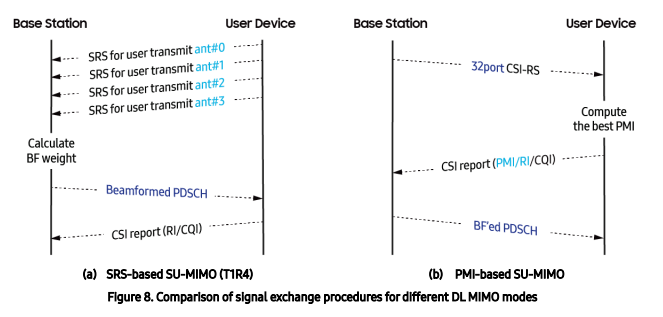 Base Station
User Device
SRS for user transmit ant#0
SRS for user transmit ant#1
SRS for user transmit ant#2
SRS for user transmit ant#3
Calculate
BF weight
Beamformed PDSCH
CSI report (RI/CQI)
(a) SRS-based SU-MIMO (T1R4)
Base Station
User Device
32port CSI-RS
Compute
the best PMI
CSI report (PMI/RI/CQI)
BF'ed PDSCH
(b) PMI-based SU-MIMO
Figure 8. Comparison of signal exchange procedures for different DL MIMO modes